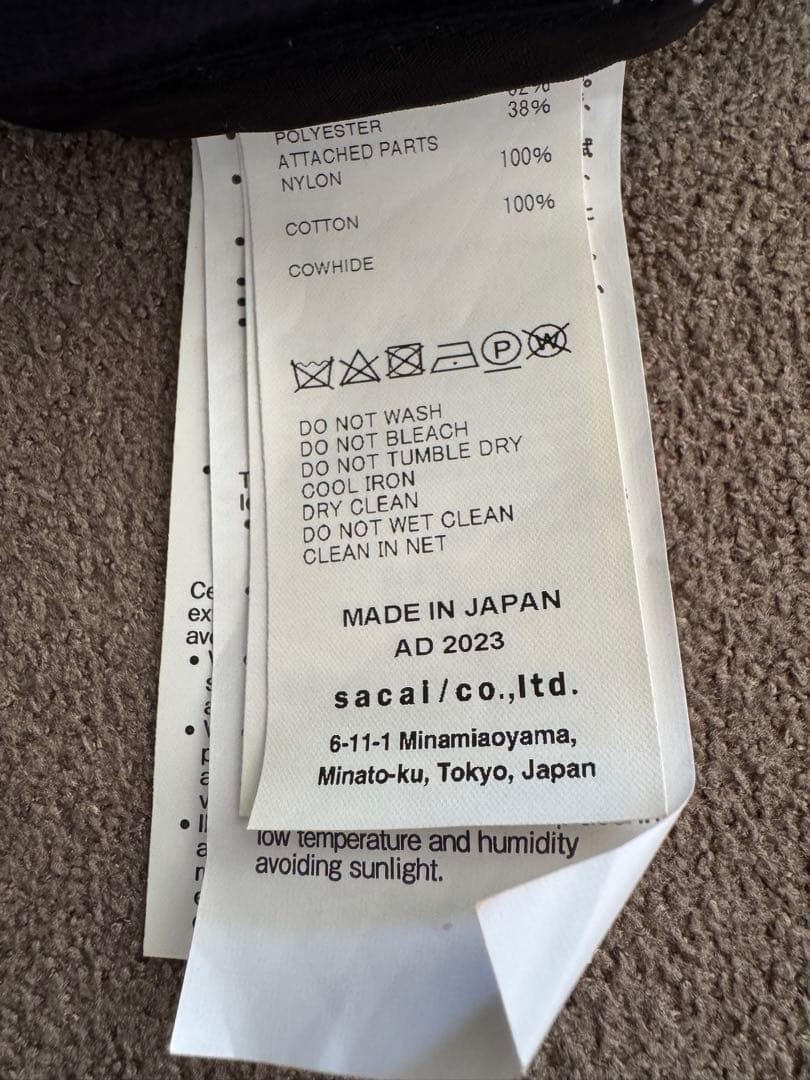 38%
POLYESTER
ATTACHED PARTS 100%
NYLON
100%
COTTON
COWHIDE
P W
DO NOT WASH
DO NOT BLEACH
DO NOT TUMBLE DRY
COOL IRON
DRY CLEAN
DO NOT WET CLEAN
CLEAN IN NET
MADE IN JAPAN
AD 2023
sacai/co.,ltd.
6-11-1 Minamiaoyama,
Minato-ku, Tokyo, Japan
low temperature and humidity
avoiding sunlight.